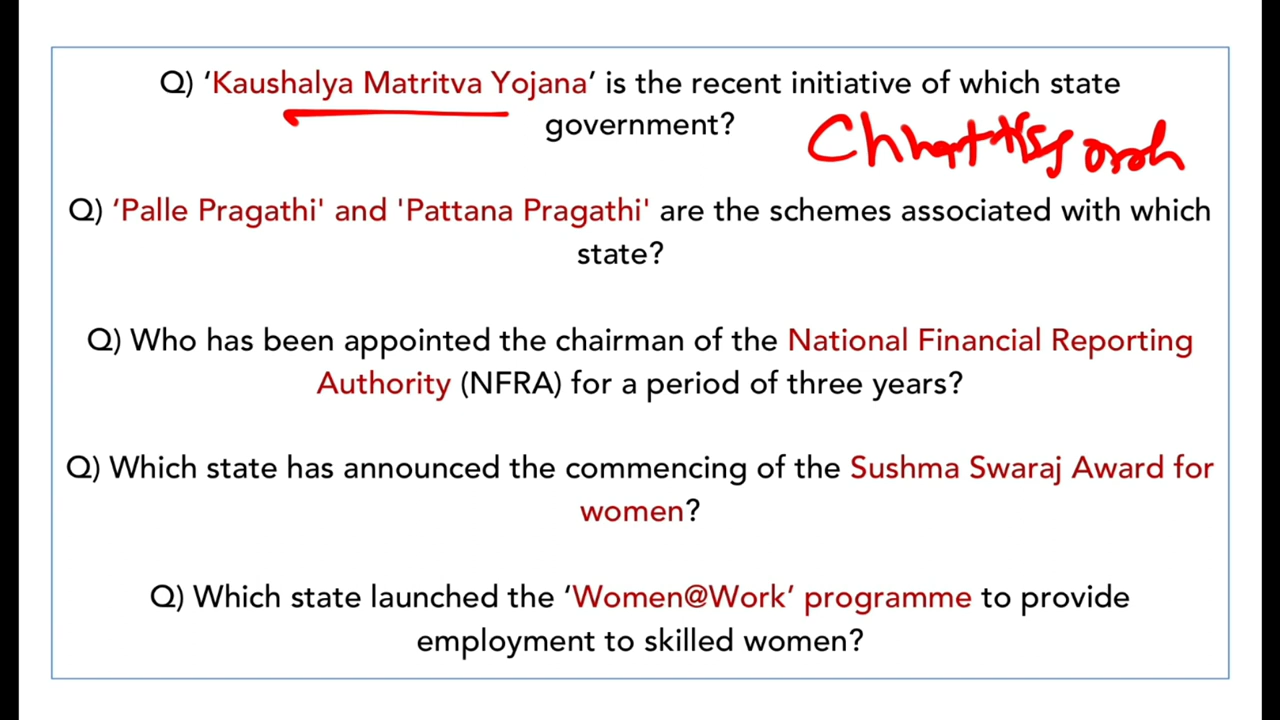 Q) ‘Kaushalya Matritva Yojana’ is the recent initiative of which state
government?
Chhattisgarh
Q) ‘Palle Pragathi' and 'Pattana Pragathi' are the schemes associated with which
state?
Q) Who has been appointed the chairman of the National Financial Reporting
Authority (NFRA) for a period of three years?
Q) Which state has announced the commencing of the Sushma Swaraj Award for
women?
Q) Which state launched the ‘Women@Work’ programme to provide
employment to skilled women?